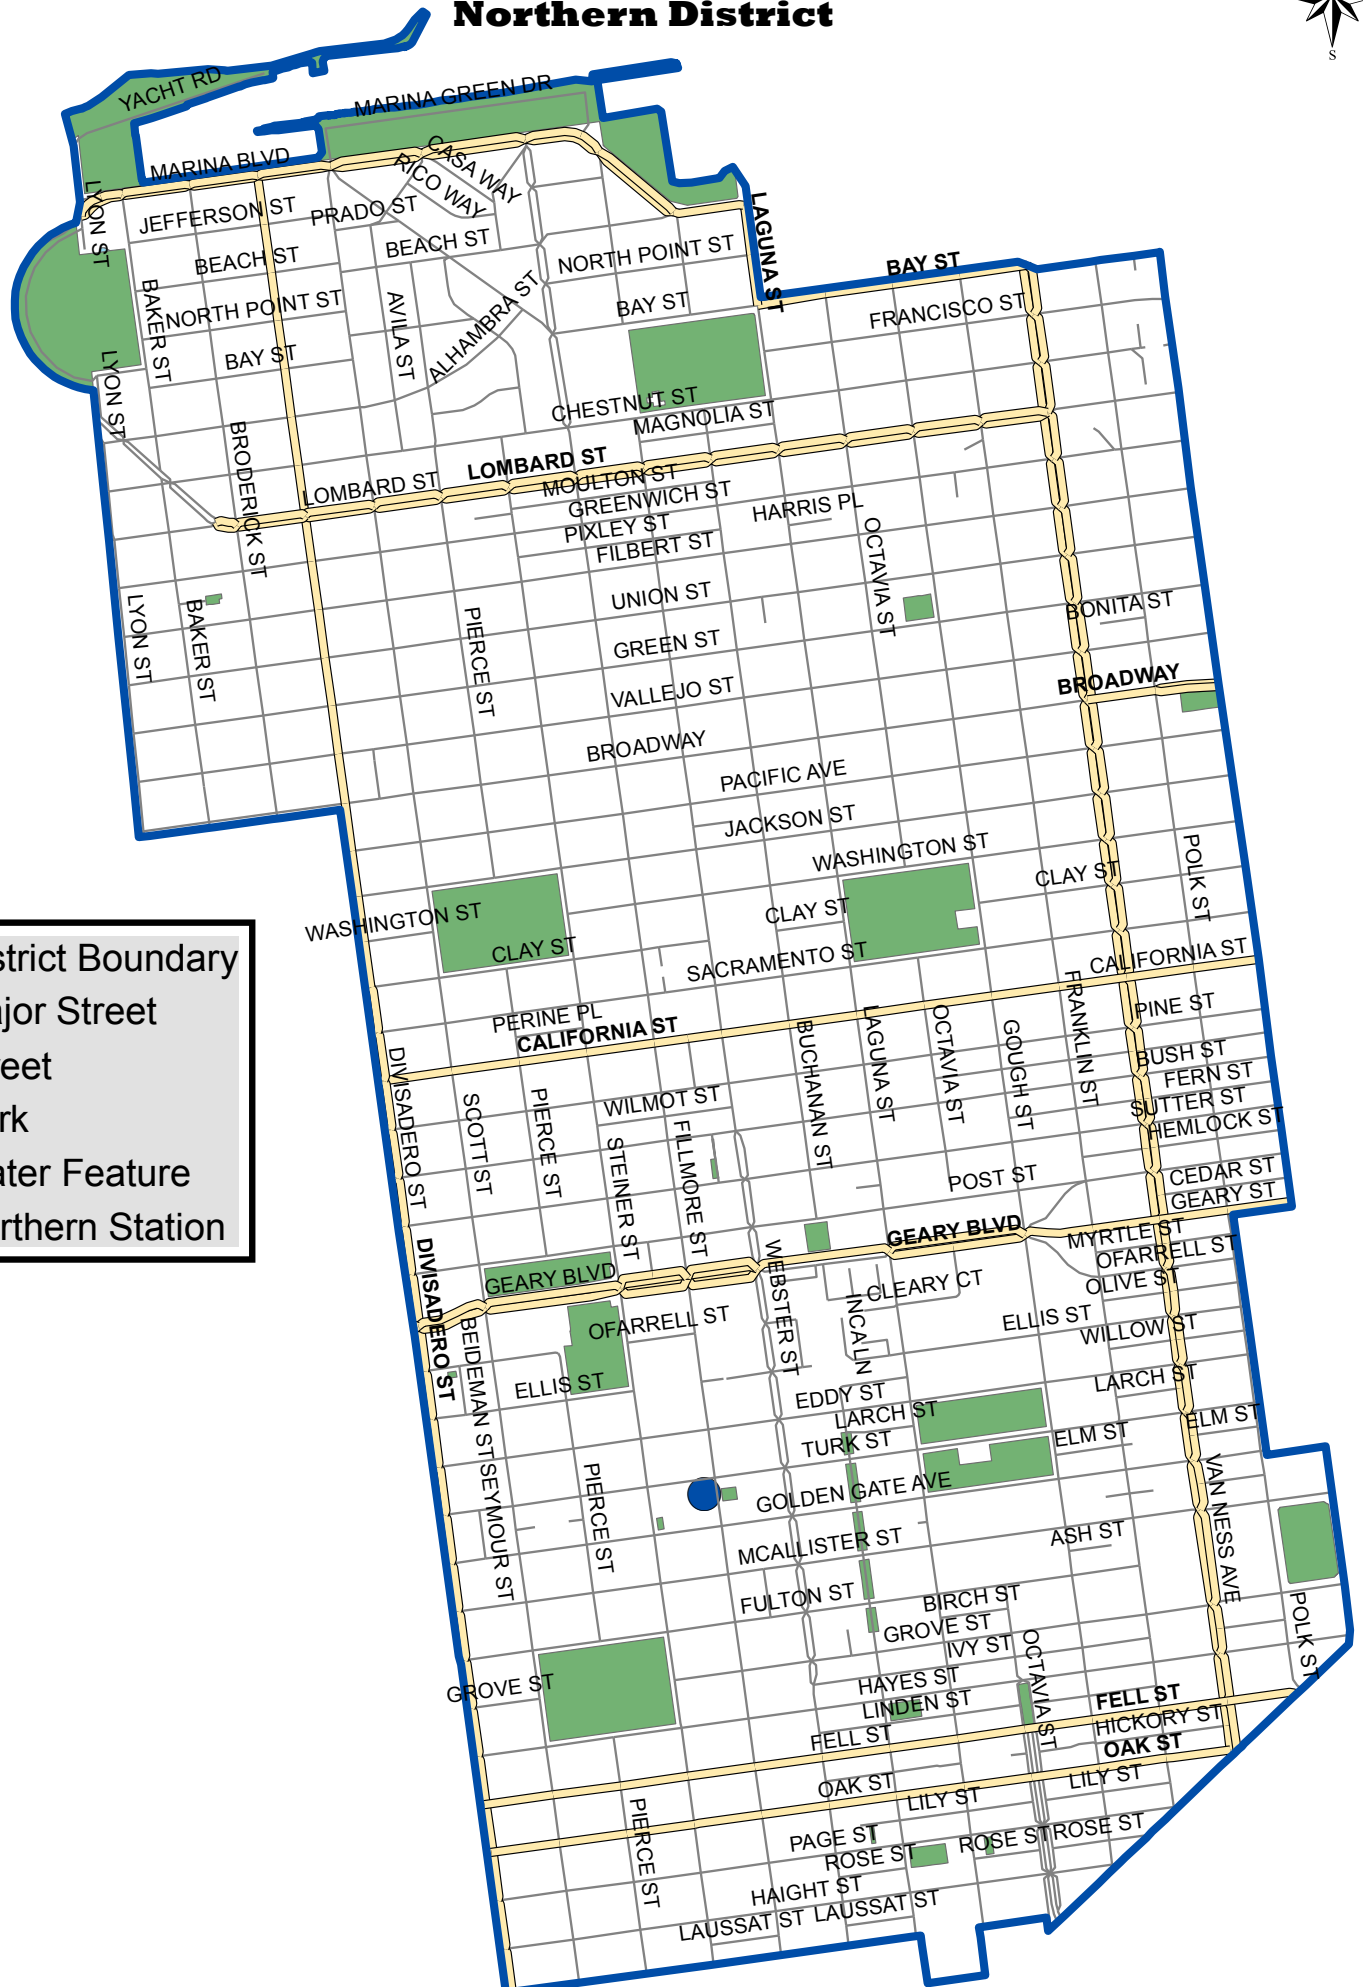 Northern District
S
YACHT RD
MARINA GREEN DR
MARINA BLVD
CASA WAY
RICO WAY
LYON ST
JEFFERSON ST
PRADO ST
BEACH ST
BEACH ST
NORTH POINT ST
LAGUNA ST
BAY ST
BAKER ST
NORTH POINT ST
AVILA ST
ALHAMBRA ST
BAY ST
FRANCISCO ST
BAY ST
LYON ST
CHESTNUT ST
MAGNOLIA ST
BRODERICK ST
LOMBARD ST
LOMBARD ST
MOULTON ST
GREENWICH ST
HARRIS PL
PIXLEY ST
FILBERT ST
OCTAVIA ST
LYON ST
BAKER ST
PIERCE ST
UNION ST
BONITA ST
GREEN ST
VALLEJO ST
BROADWAY
BROADWAY
PACIFIC AVE
JACKSON ST
WASHINGTON ST
CLAY ST
POLK ST
WASHINGTON ST
CLAY ST
CLAY ST
SACRAMENTO ST
CALIFORNIA ST
strict Boundary
jor Street
eet
rk
ter Feature
rthern Station
PERINE PL
CALIFORNIA ST
BUCHANAN ST
LAGUNA ST
OCTAVIA ST
GOUGH ST
FRANKLIN ST
PINE ST
BUSH ST
FERN ST
SUTTER ST
HEMLOCK ST
DIVISADERO ST
SCOTT ST
PIERCE ST
WILMOT ST
STEINER ST
FILLMORE ST
POST ST
CEDAR ST
GEARY ST
GEARY BLVD
MYRTLE ST
OFARRELL ST
OLIVE ST
DIVISADERO ST
GEARY BLVD
WEBSTER ST
CLEARY CT
INCA LN
OFARRELL ST
ELLIS ST
WILLOW ST
BEIDEMAN ST
ELLIS ST
EDDY ST
LARCH ST
LARCH ST
TURK ST
ELM ST
ELM ST
SEYMOUR ST
PIERCE ST
GOLDEN GATE AVE
VAN NESS AVE
MCALLISTER ST
ASH ST
FULTON ST
BIRCH ST
GROVE ST
IVY ST
OCTAVIA ST
POLK ST
GROVE ST
HAYES ST
LINDEN ST
FELL ST
HICKORY ST
FELL ST
OAK ST
OAK ST
LILY ST
LILY ST
PIERCE ST
PAGE ST
ROSE ST
ROSE ST
ROSE ST
HAIGHT ST
LAUSSAT ST
LAUSSAT ST